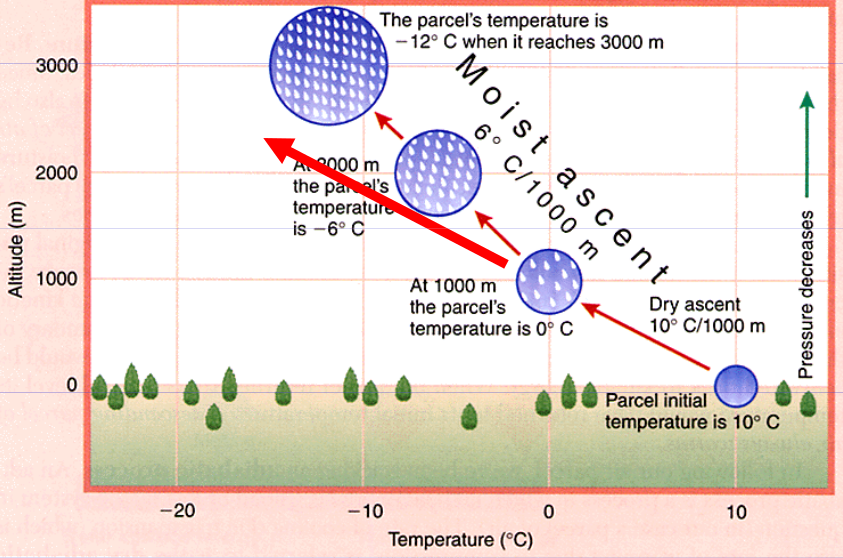 The parcel's temperature is
−12° C when it reaches 3000 m
3000
Moist ascent
6° C/1000 m
At 2000 m
the parcel's
temperature
is −6° C
2000
Altitude (m)
Pressure decreases
1000
At 1000 m
the parcel's
temperature is 0° C
Dry ascent
10° C/1000 m
0
Parcel initial
temperature is 10° C
−20
−10
0
10
Temperature (°C)